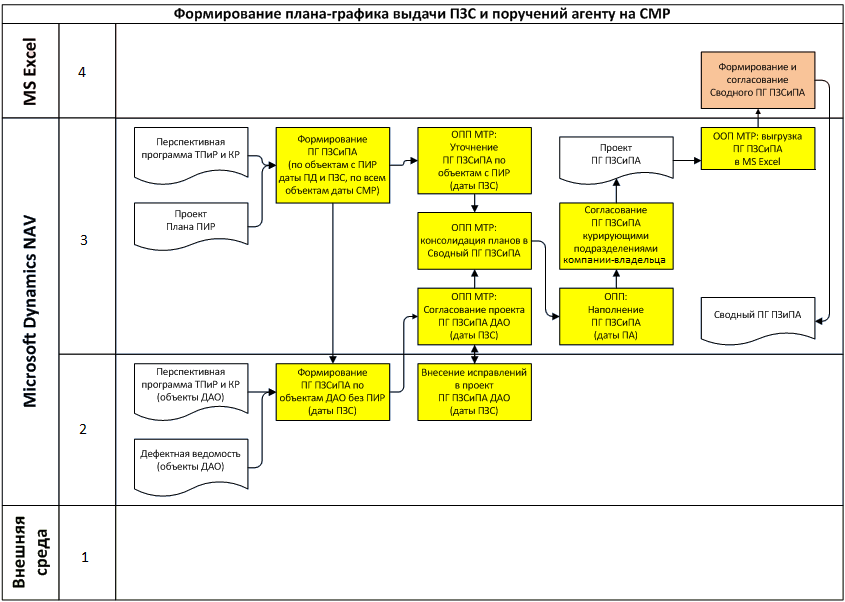 Формирование плана-графика выдачи ПЗС и поручений агенту на СМР
MS Excel
4
Формирование и
согласование
Сводного ПГ ПЗСиПА
Microsoft Dynamics NAV
3
Перспективная
программа ТПиР и КР
Проект
Плана ПИР
Формирование
ПГ ПЗСиПА
(по объектам с ПИР
даты ПД и ПЗС, по всем
объектам даты СМР)
ОПП МТР:
Уточнение
ПГ ПЗСиПА по
объектам с ПИР
(даты ПЗС)
ОПП МТР:
консолидация планов в
Сводный ПГ ПЗСиПА
ОПП МТР:
Согласование проекта
ПГ ПЗСиПА ДАО
(даты ПЗС)
Проект
ПГ ПЗСиПА
Согласование
ПГ ПЗСиПА
курирующими
подразделениями
компании-владельца
ОПП:
Наполнение
ПГ ПЗСиПА
(даты ПА)
ООП МТР: выгрузка
ПГ ПЗСиПА
в MS Excel
Сводный ПГ ПЗиПА
2
Перспективная
программа ТПиР и КР
(объекты ДАО)
Дефектная ведомость
(объекты ДАО)
Формирование
ПГ ПЗСиПА по
объектам ДАО без ПИР
(даты ПЗС)
Внесение исправлений
в проект
ПГ ПЗСиПА ДАО
(даты ПЗС)
Внешняя
среда
1